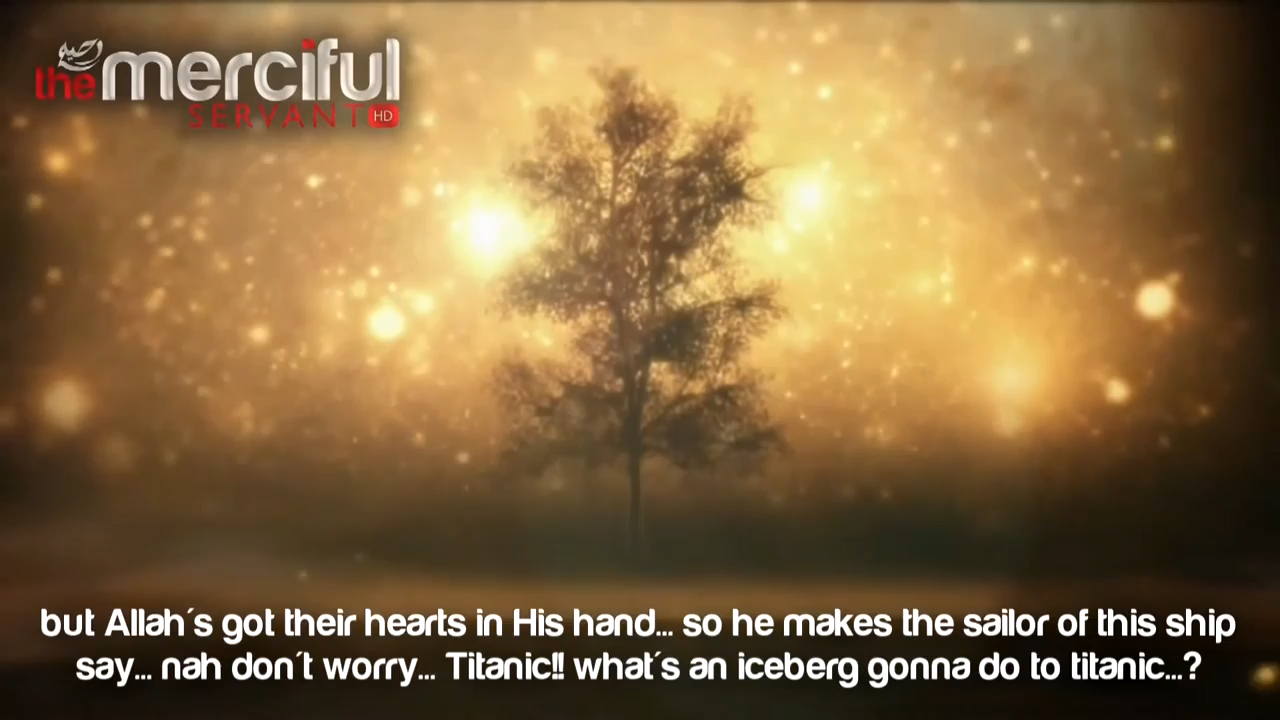 the merciful
SERVANT HD
but Allah´s got their hearts in His hand... so he makes the sailor of this ship
say... nah don´t worry... Titanic!! what´s an iceberg gonna do to titanic...?